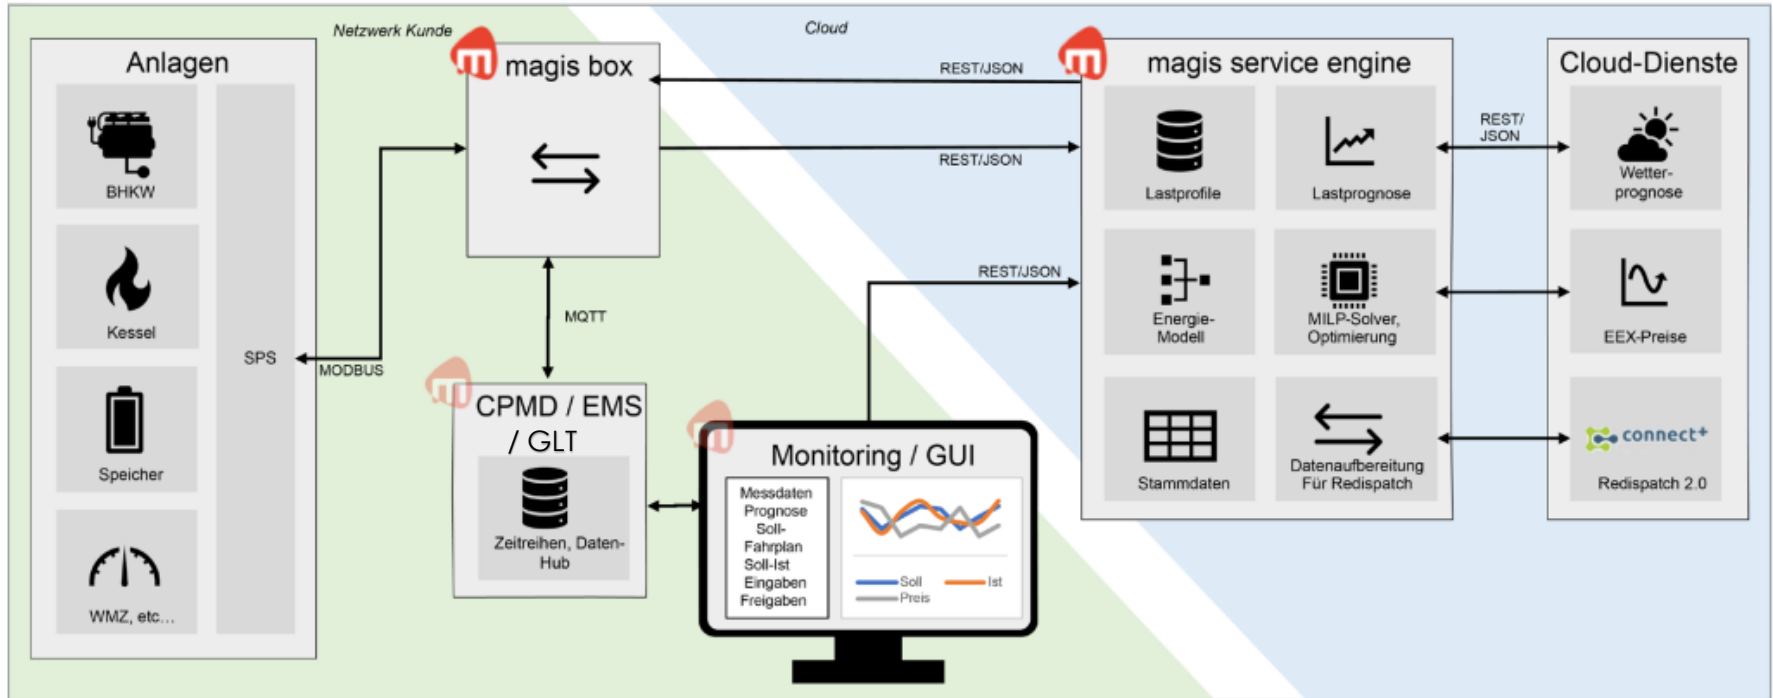 Netzwerk Kunde
Cloud
Anlagen
BHKW
Kessel
Speicher
WMZ, etc...
SPS
MODBUS
magis box
MQTT
REST/JSON
REST/JSON
REST/JSON
CPMD / EMS
/ GLT
Zeitreihen, Daten-
Hub
Monitoring / GUI
Messdaten
Prognose
Soll-
Fahrplan
Soll-Ist
Eingaben
Freigaben
Soll
Ist
Preis
magis service engine
Lastprofile
Lastprognose
Energie-
Modell
MILP-Solver,
Optimierung
Stammdaten
Datenaufbereitung
Für Redispatch
REST/
JSON
Cloud-Dienste
Wetter-
prognose
EEX-Preise
connect+
Redispatch 2.0